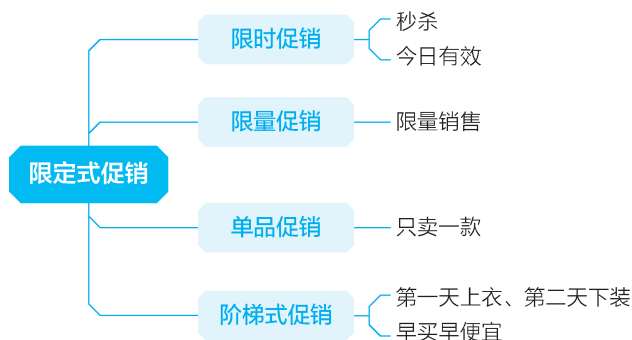 限定式促销
限时促销
秒杀
今日有效
限量促销
限量销售
单品促销
只卖一款
阶梯式促销
第一天上衣、第二天下装
早买早便宜